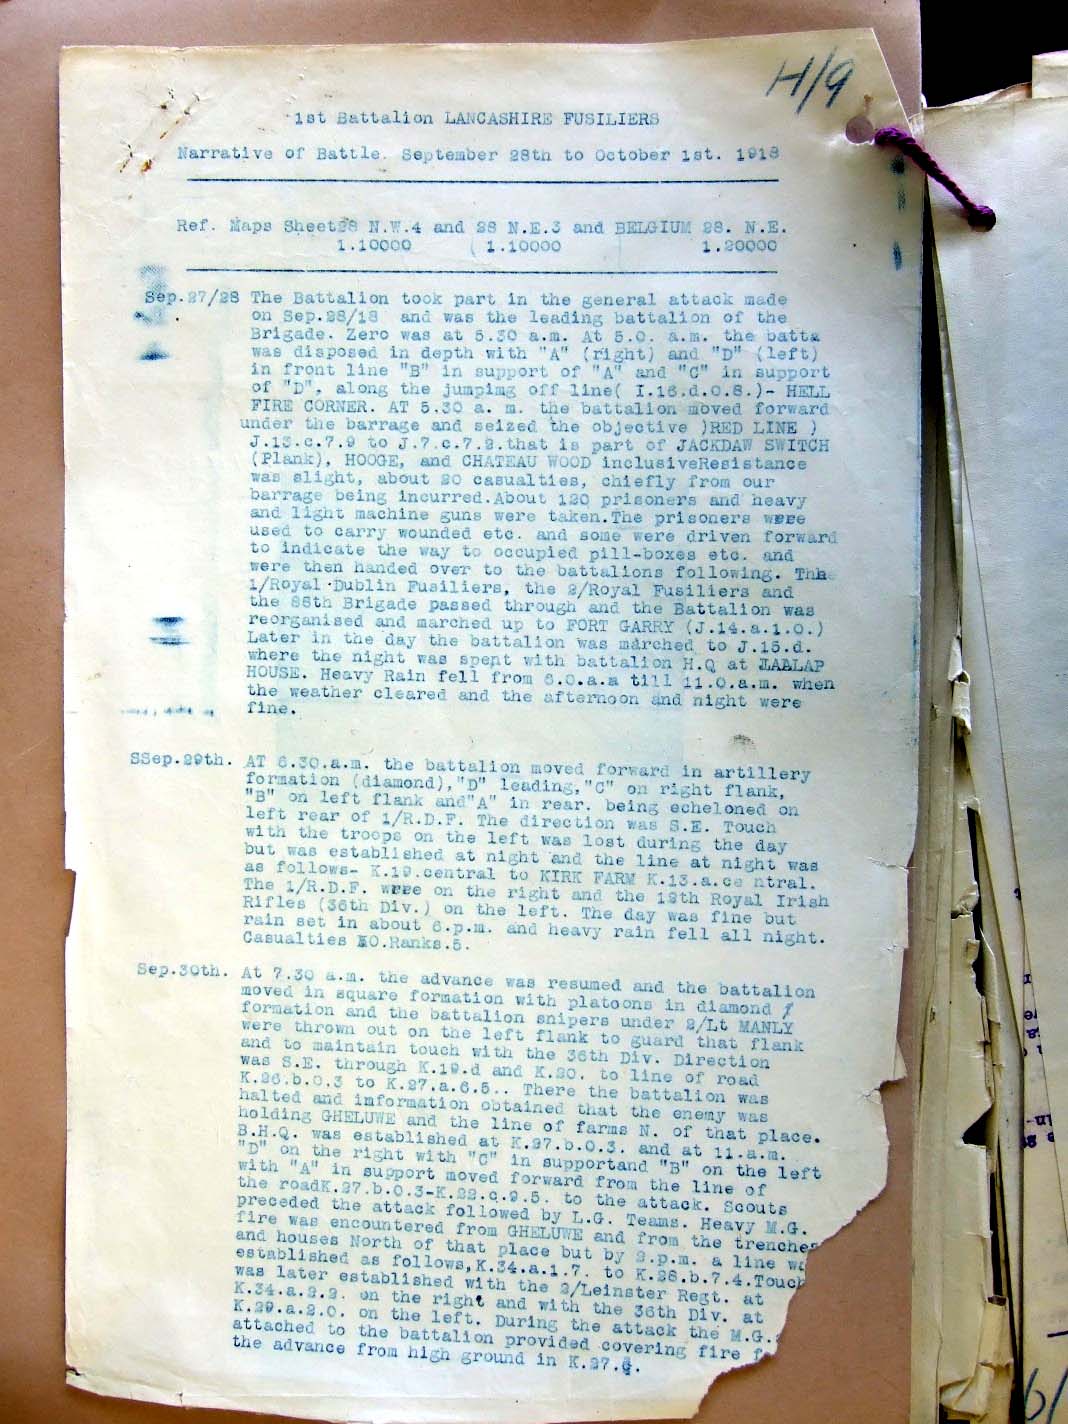 H/9
1st Battalion LANCASHIRE FUSILIERS
Narrative of Battle. September 28th to October 1st. 1918
Ref. Maps Sheet28 N.W.4 and 28 N.E.3 and BELGIUM 28. N.E.
1.10000 ( 1.10000 1.20000
Sep.27/28 The Battalion took part in the general attack made
on Sep.28/18 and was the leading battalion of the
Brigade. Zero was at 5.30 a.m. At 5.0. a.m. the batta
was disposed in depth with "A" (right) and "D" (left)
in front line "B" in support of "A" and "C" in support
of "D", along the jumpimg off line( I.16.d.0.8.)- HELL
FIRE CORNER. AT 5.30 a. m. the battalion moved forward
under the barrage and seized the objective )RED LINE )
J.13.c.7.9 to J.7.c.7.2.that is part of JACKDAW SWITCH
(Plank), HOOGE, and CHATEAU WOOD inclusiveResistance
was slight, about 20 casualties, chiefly from our
barrage being incurred.About 120 prisoners and heavy
and light machine guns were taken.The prisoners were
used to carry wounded etc. and some were driven forward
to indicate the way to occupied pill-boxes etc. and
were then handed over to the battalions following. The
1/Royal Dublin Fusiliers, the 2/Royal Fusiliers and
the 86th Brigade passed through and the Battalion was
reorganised and marched up to FORT GARRY (J.14.a.1.0.)
Later in the day the battalion was marched to J.15.d.
where the night was spent with battalion H.Q at
HOUSE. Heavy Rain fell from 8.0.a.a till 11.0.a.m. when
the weather cleared and the afternoon and night were
fine.
SSep.29th. AT 6.30.a.m. the battalion moved forward in artillery
formation (diamond),"D" leading,"C" on right flank,
"B" on left flank and"A" in rear. being echeloned on
left rear of 1/R.D.F. The direction was S.E. Touch
with the troops on the left was lost during the day
but was established at night and the line at night was
as follows- K.19.central to KIRK FARM K.13.a.ce ntral.
The 1/R.D.F. were on the right and the 12th Royal Irish
Rifles (36th Div.) on the left. The day was fine but
rain set in about 6.p.m. and heavy rain fell all night.
Casualties O.Ranks.5.
Sep.30th. At 7.30 a.m. the advance was resumed and the battalion
moved in square formation with platoons in diamond
formation and the battalion snipers under 2/Lt MANLY
were thrown out on the left flank to guard that flank
and to maintain touch with the 36th Div. Direction
was S.E. through K.19.d and K.20. to line of road
K.26.b.0.3 to K.27.a.6.5.. There the battalion was
halted and imformation obtained that the enemy was
holding GHELUWE and the line of farms N. of that place.
B.H.Q. was established at K.27.b.0.3. and at 11.a.m.
"D" on the right with "C" in supportand "B" on the left
with "A" in support moved forward from the line of
the roadK.27.b.0.3-K.22.c.9.5. to the attack. Scouts
preceded the attack followed by L.G. Teams. Heavy M.G.
fire was encountered from GHELUWE and from the trenches
and houses North of that place but by 2.p.m. a line
established as follows,K.34.a.1.7. to K.28.b.7.4.Touch
was later established with the 2/Leinster Regt. at
K.34.a.2.2. on the right and with the 36th Div. at
K.29.a.2.0. on the left. During the attack the M.G.
attached to the battalion provided covering fire
the advance from high ground in K.27.
6/